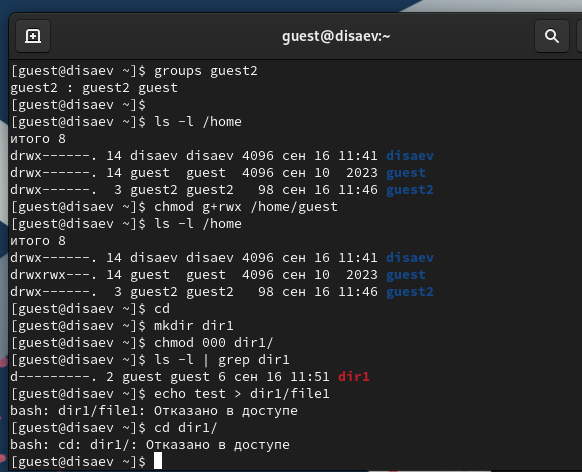 guest@disaev:~
[guest@disaev ~]$ groups guest2
guest2 : guest2 guest
[guest@disaev ~]$
[guest@disaev ~]$ ls -l /home
итого 8
drwx------. 14 disaev disaev 4096 сен 16 11:41 disaev
drwx------. 14 guest  guest  4096 сен 10  2023 guest
drwx------.  3 guest2 guest2   98 сен 16 11:46 guest2
[guest@disaev ~]$ chmod g+rwx /home/guest
[guest@disaev ~]$ ls -l /home
итого 8
drwx------. 14 disaev disaev 4096 сен 16 11:41 disaev
drwxrwx---. 14 guest  guest  4096 сен 10  2023 guest
drwx------.  3 guest2 guest2   98 сен 16 11:46 guest2
[guest@disaev ~]$ cd
[guest@disaev ~]$ mkdir dir1
[guest@disaev ~]$ chmod 000 dir1/
[guest@disaev ~]$ ls -l | grep dir1
d---------. 2 guest guest 6 сен 16 11:51 dir1
[guest@disaev ~]$ echo test > dir1/file1
bash: dir1/file1: Отказано в доступе
[guest@disaev ~]$ cd dir1/
bash: cd: dir1/: Отказано в доступе
[guest@disaev ~]$